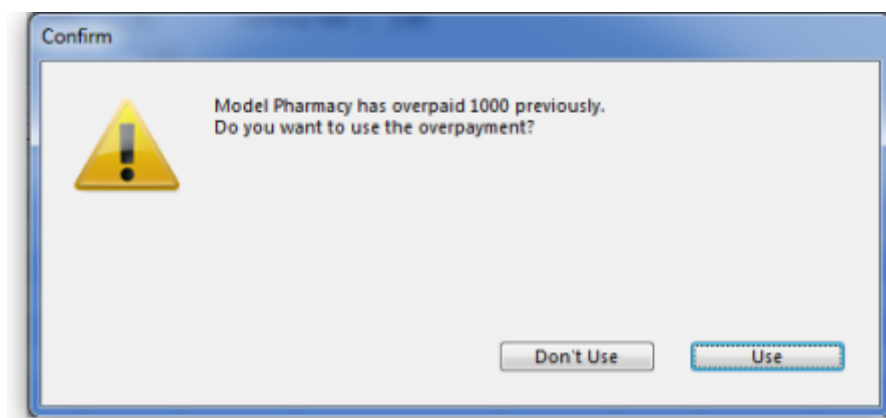 Confirm
Model Pharmacy has overpaid 1000 previously.
Do you want to use the overpayment?
Don't Use
Use